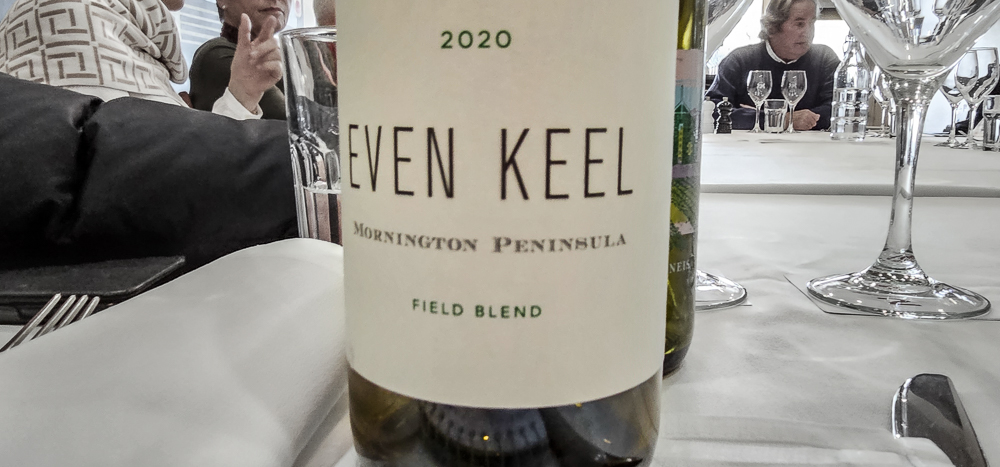 2020
EVEN KEEL
MORNINGTON PENINSULA
FIELD BLEND